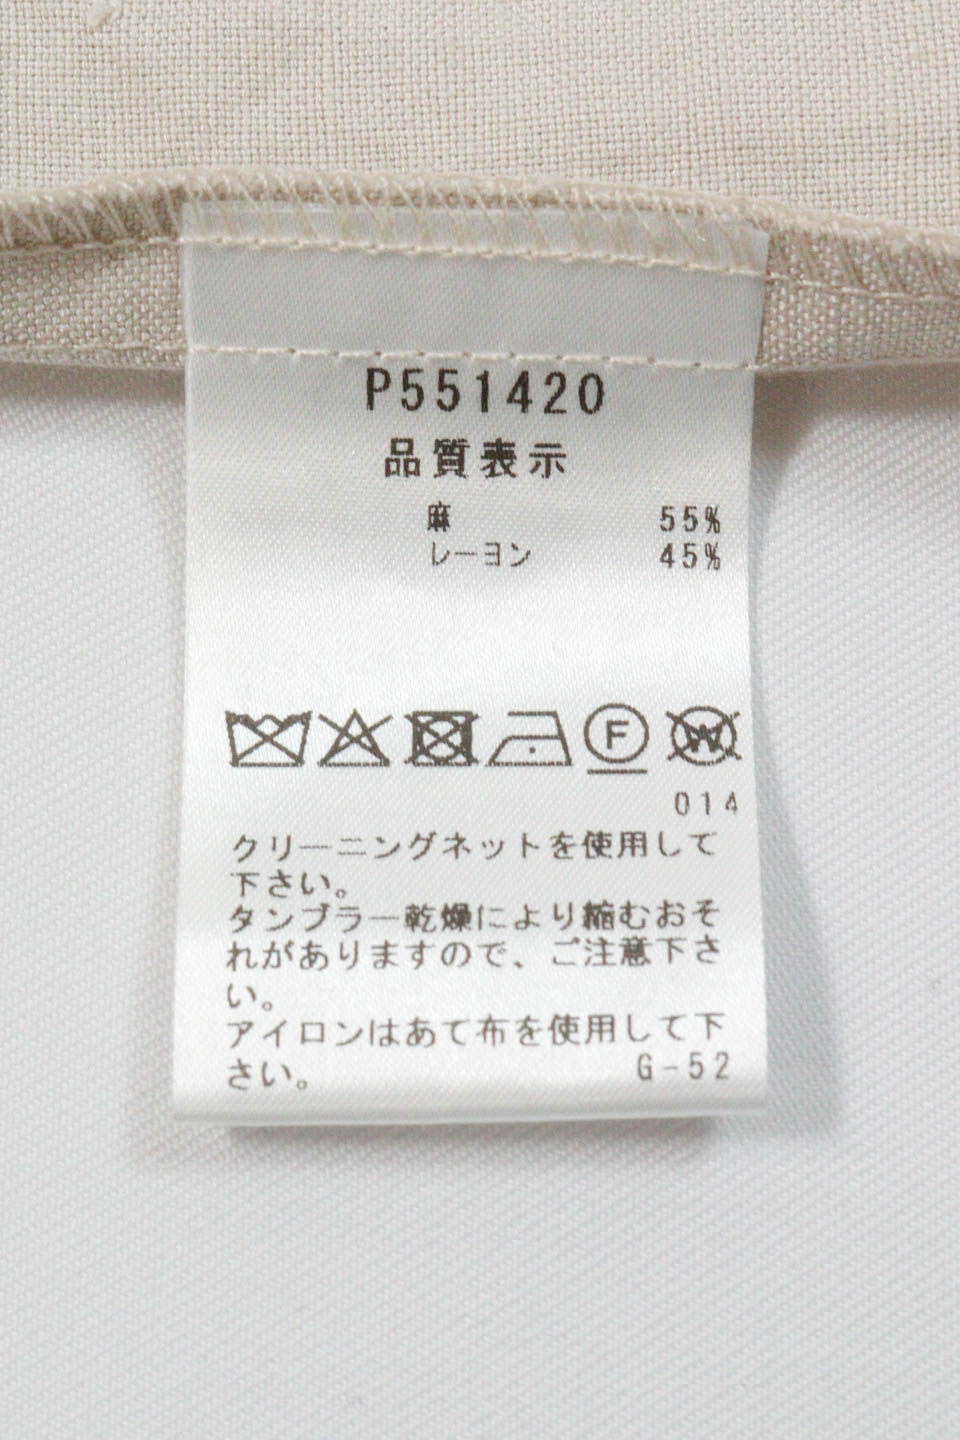 P551420
品質表示
麻 55%
レーヨン 45%
F W
014
クリーニングネットを使用して
下さい。
タンブラー乾燥により縮むおそ
れがありますので、ご注意下さ
い。
アイロンはあて布を使用して下
さい。 G-52